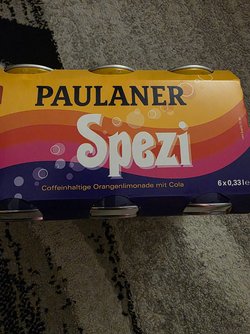 PAULANER
Spezi
Coffeinhaltige Orangenlimonade mit Cola
6 x 0,33 l e